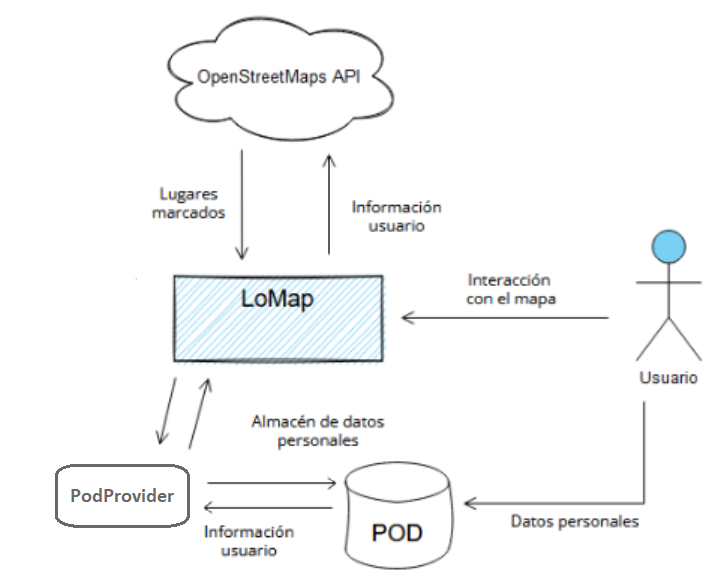 OpenStreetMaps API
Lugares
marcados
Información
usuario
LoMap
Interacción
con el mapa
Usuario
Almacén de datos
personales
PodProvider
POD
Información
usuario
Datos personales